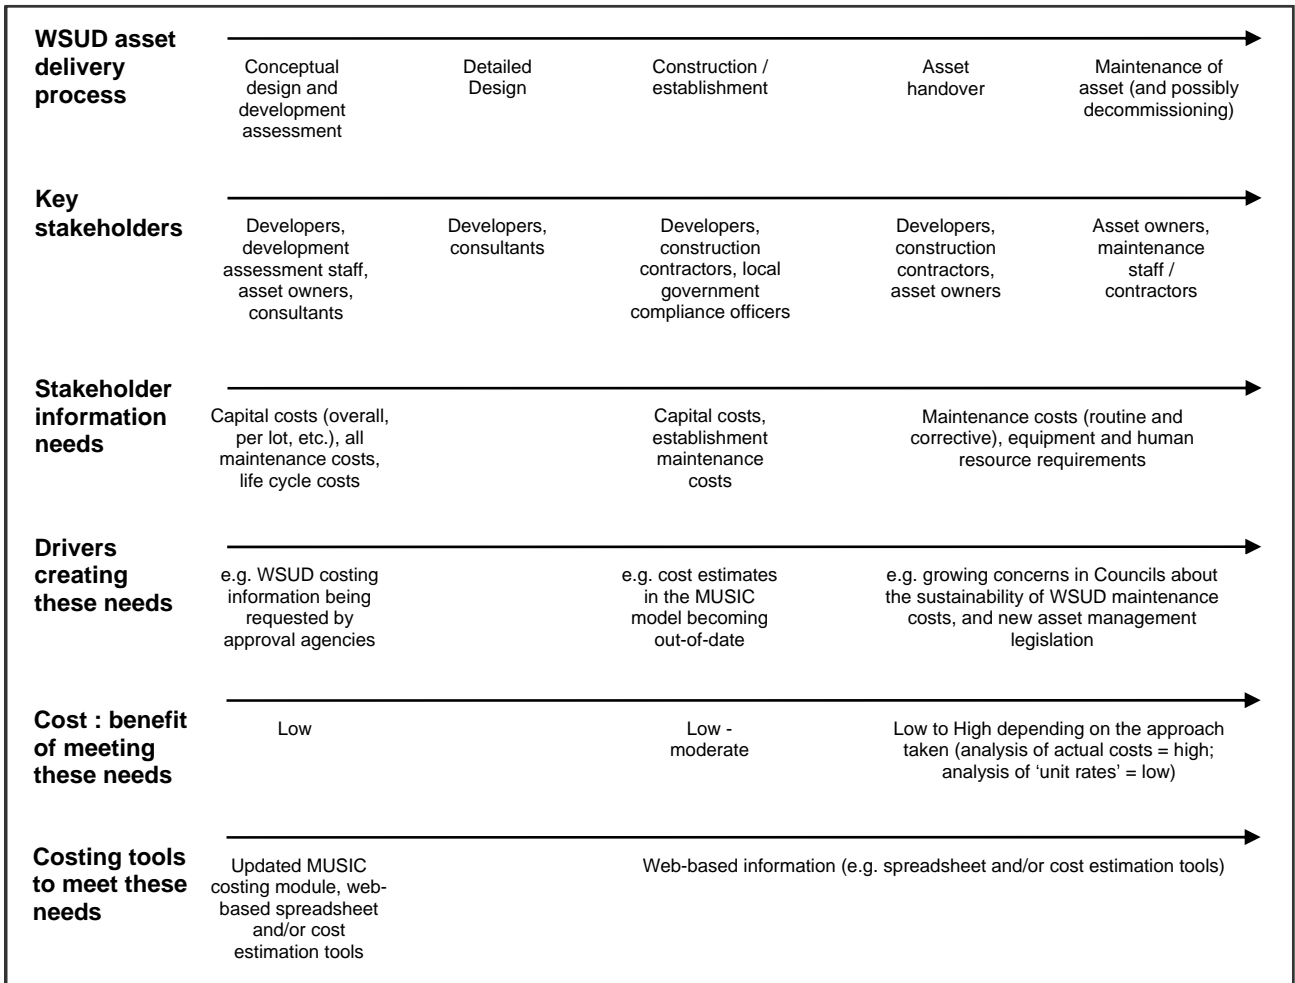 WSUD asset
delivery
process
Conceptual
design and
development
assessment
Detailed
Design
Construction /
establishment
Asset
handover
Maintenance of
asset (and possibly
decommissioning)
Key
stakeholders
Developers,
development
assessment staff,
asset owners,
consultants
Developers,
consultants
Developers,
construction
contractors, local
government
compliance officers
Developers,
construction
contractors,
asset owners
Asset owners,
maintenance
staff /
contractors
Stakeholder
information
needs
Capital costs (overall,
per lot, etc.), all
maintenance costs,
life cycle costs
Capital costs,
establishment
maintenance
costs
Maintenance costs (routine and
corrective), equipment and human
resource requirements
Drivers
creating
these needs
e.g. WSUD costing
information being
requested by
approval agencies
e.g. cost estimates
in the MUSIC
model becoming
out-of-date
e.g. growing concerns in Councils about
the sustainability of WSUD maintenance
costs, and new asset management
legislation
Cost : benefit
of meeting
these needs
Low
Low -
moderate
Low to High depending on the approach
taken (analysis of actual costs = high;
analysis of ‘unit rates’ = low)
Costing tools
to meet these
needs
Updated MUSIC
costing module, web-
based spreadsheet
and/or cost
estimation tools
Web-based information (e.g. spreadsheet and/or cost estimation tools)